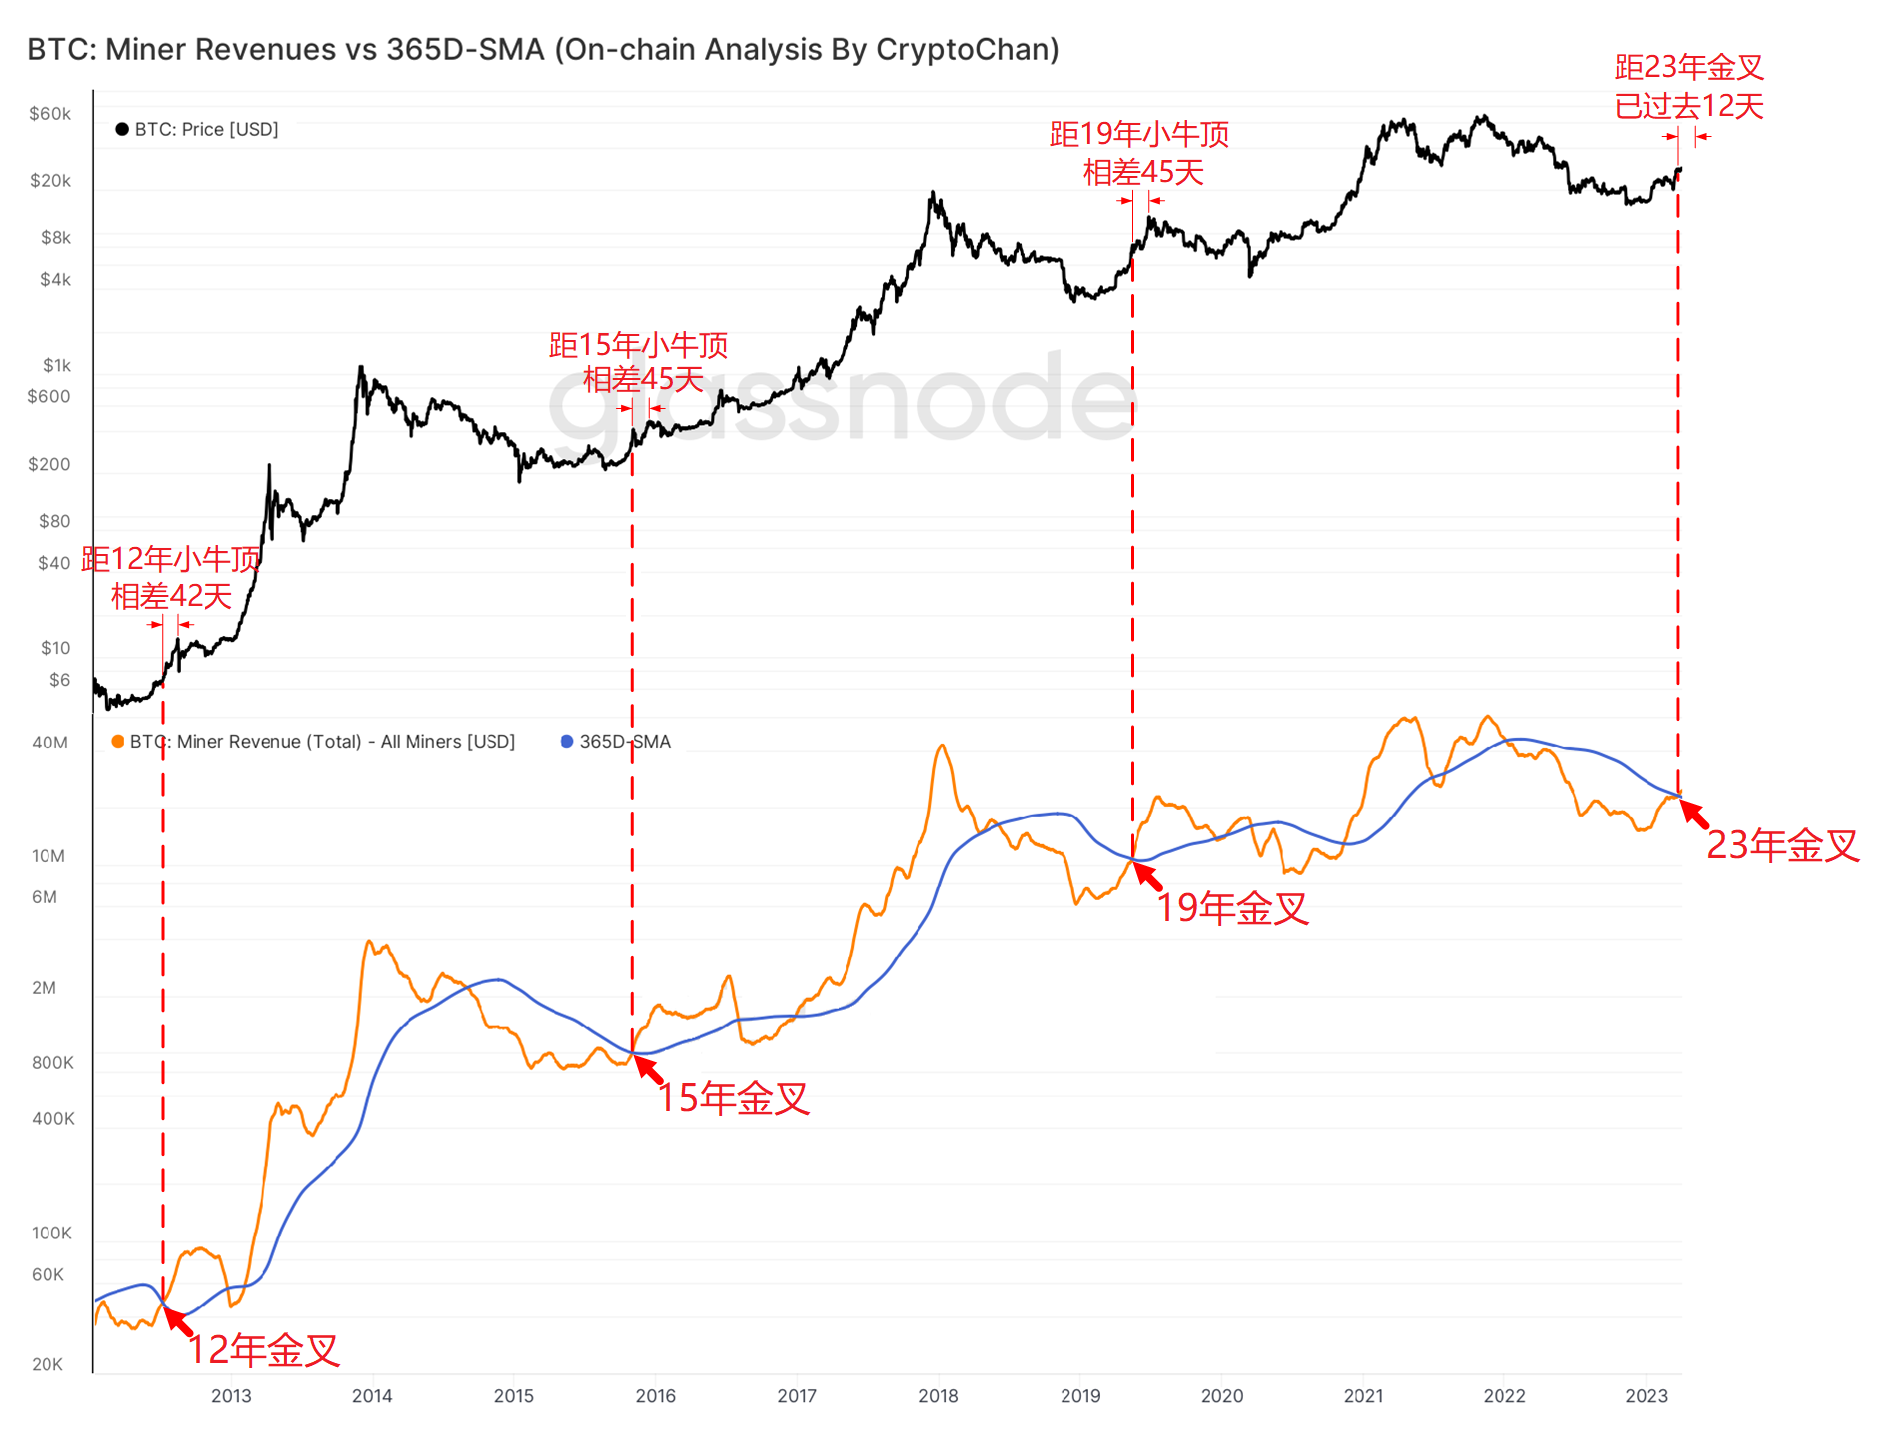 BTC: Miner Revenues vs 365D-SMA (On-chain Analysis By CryptoChan)
距23年金叉
已过去12天
$60k
BTC: Price [USD]
距19年小牛顶
相差45天
$20k
$8k
$4k
距15年小牛顶
相差45天
$1k
$600
glassnode
$200
$80
距12年小牛顶
相差42天
$40
$10
$6
40M
BTC: Miner Revenue (Total) - All Miners [USD]
365D-SMA
23年金叉
10M
6M
19年金叉
2M
800K
15年金叉
400K
100K
60K
12年金叉
20K
2013 2014 2015 2016 2017 2018 2019 2020 2021 2022 2023